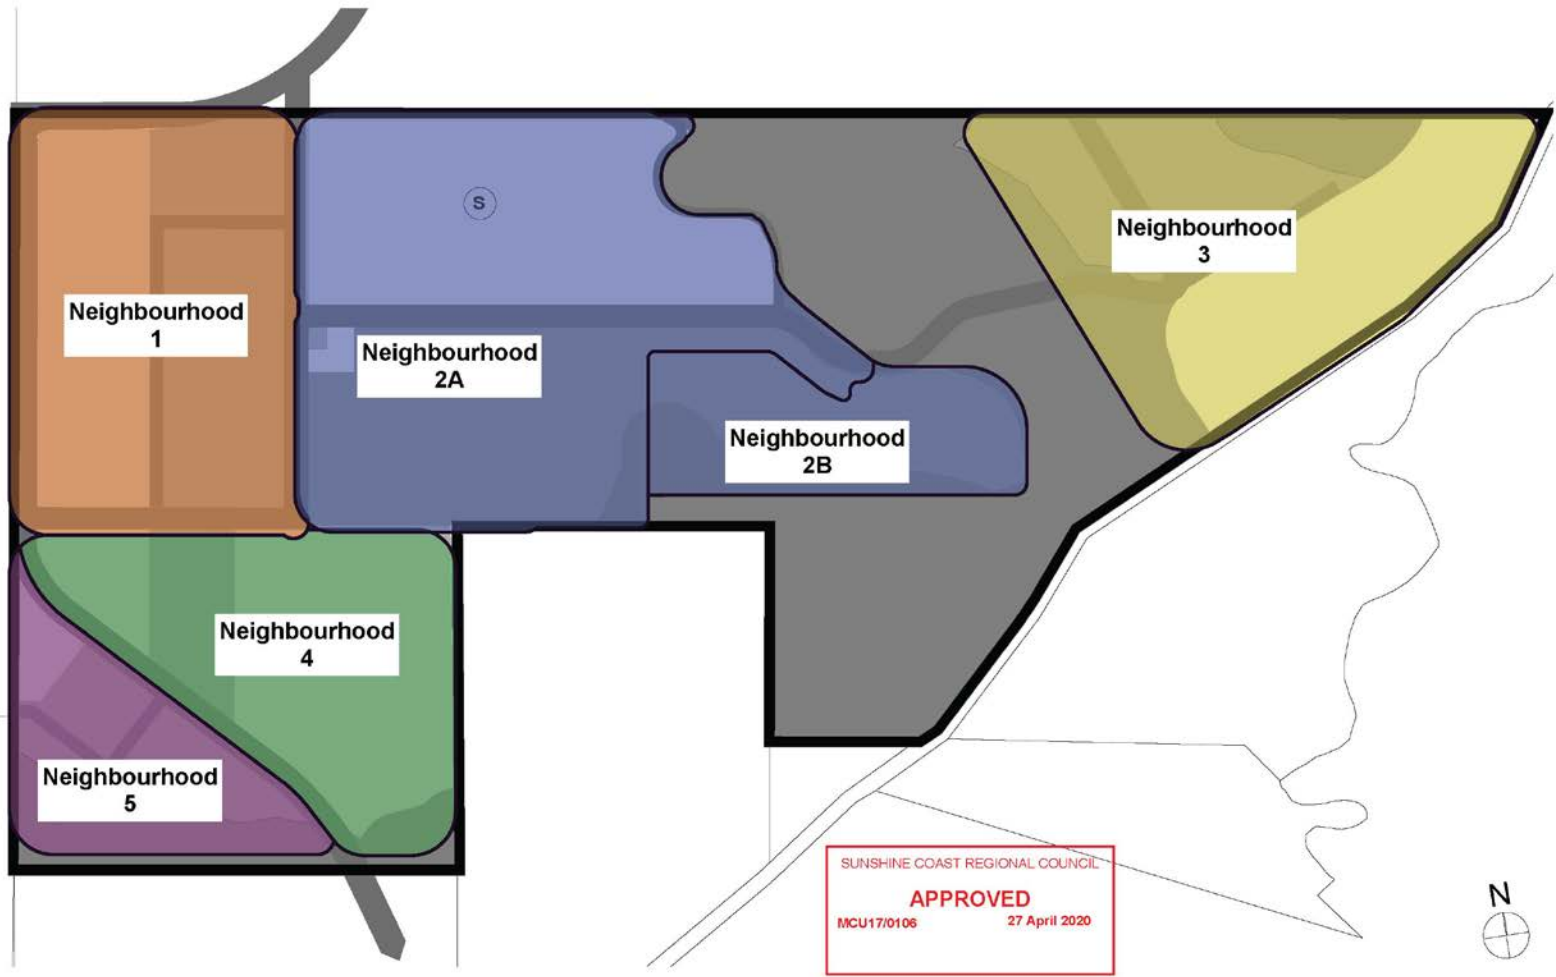 S
Neighbourhood
3
Neighbourhood
1
Neighbourhood
2A
Neighbourhood
2B
Neighbourhood
4
Neighbourhood
5
SUNSHINE COAST REGIONAL COUNCIL
APPROVED
MCU17/0106 27 April 2020
N